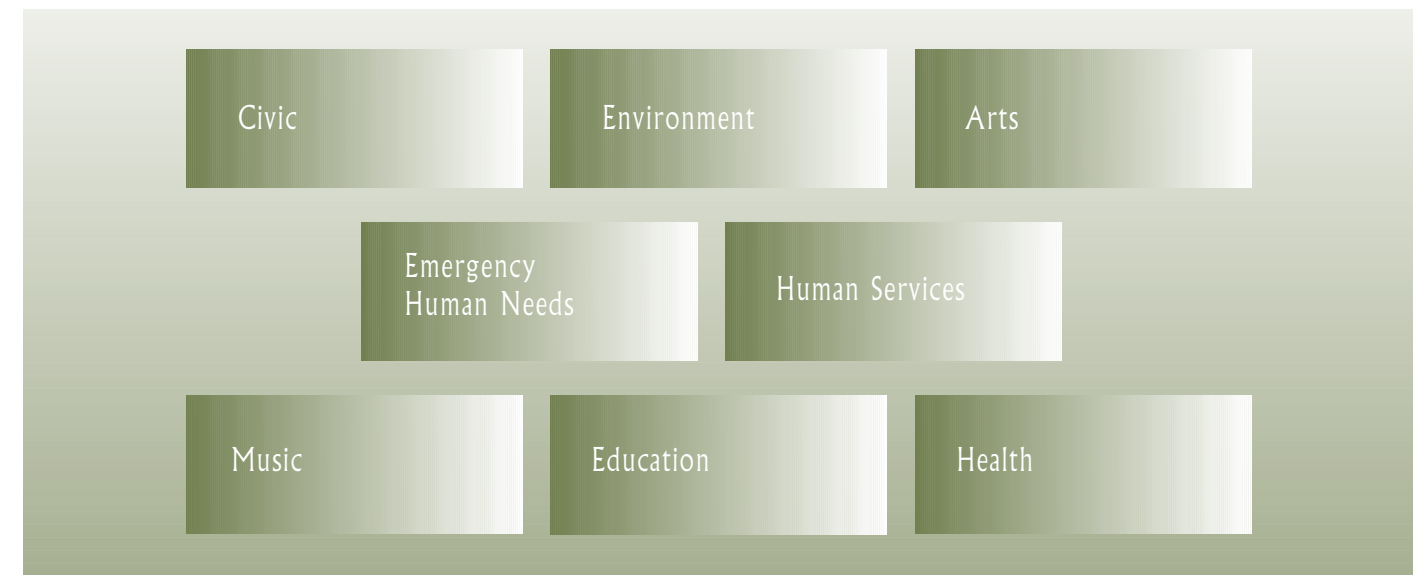 Civic
Environment
Arts
Emergency
Human Needs
Human Services
Music
Education
Health